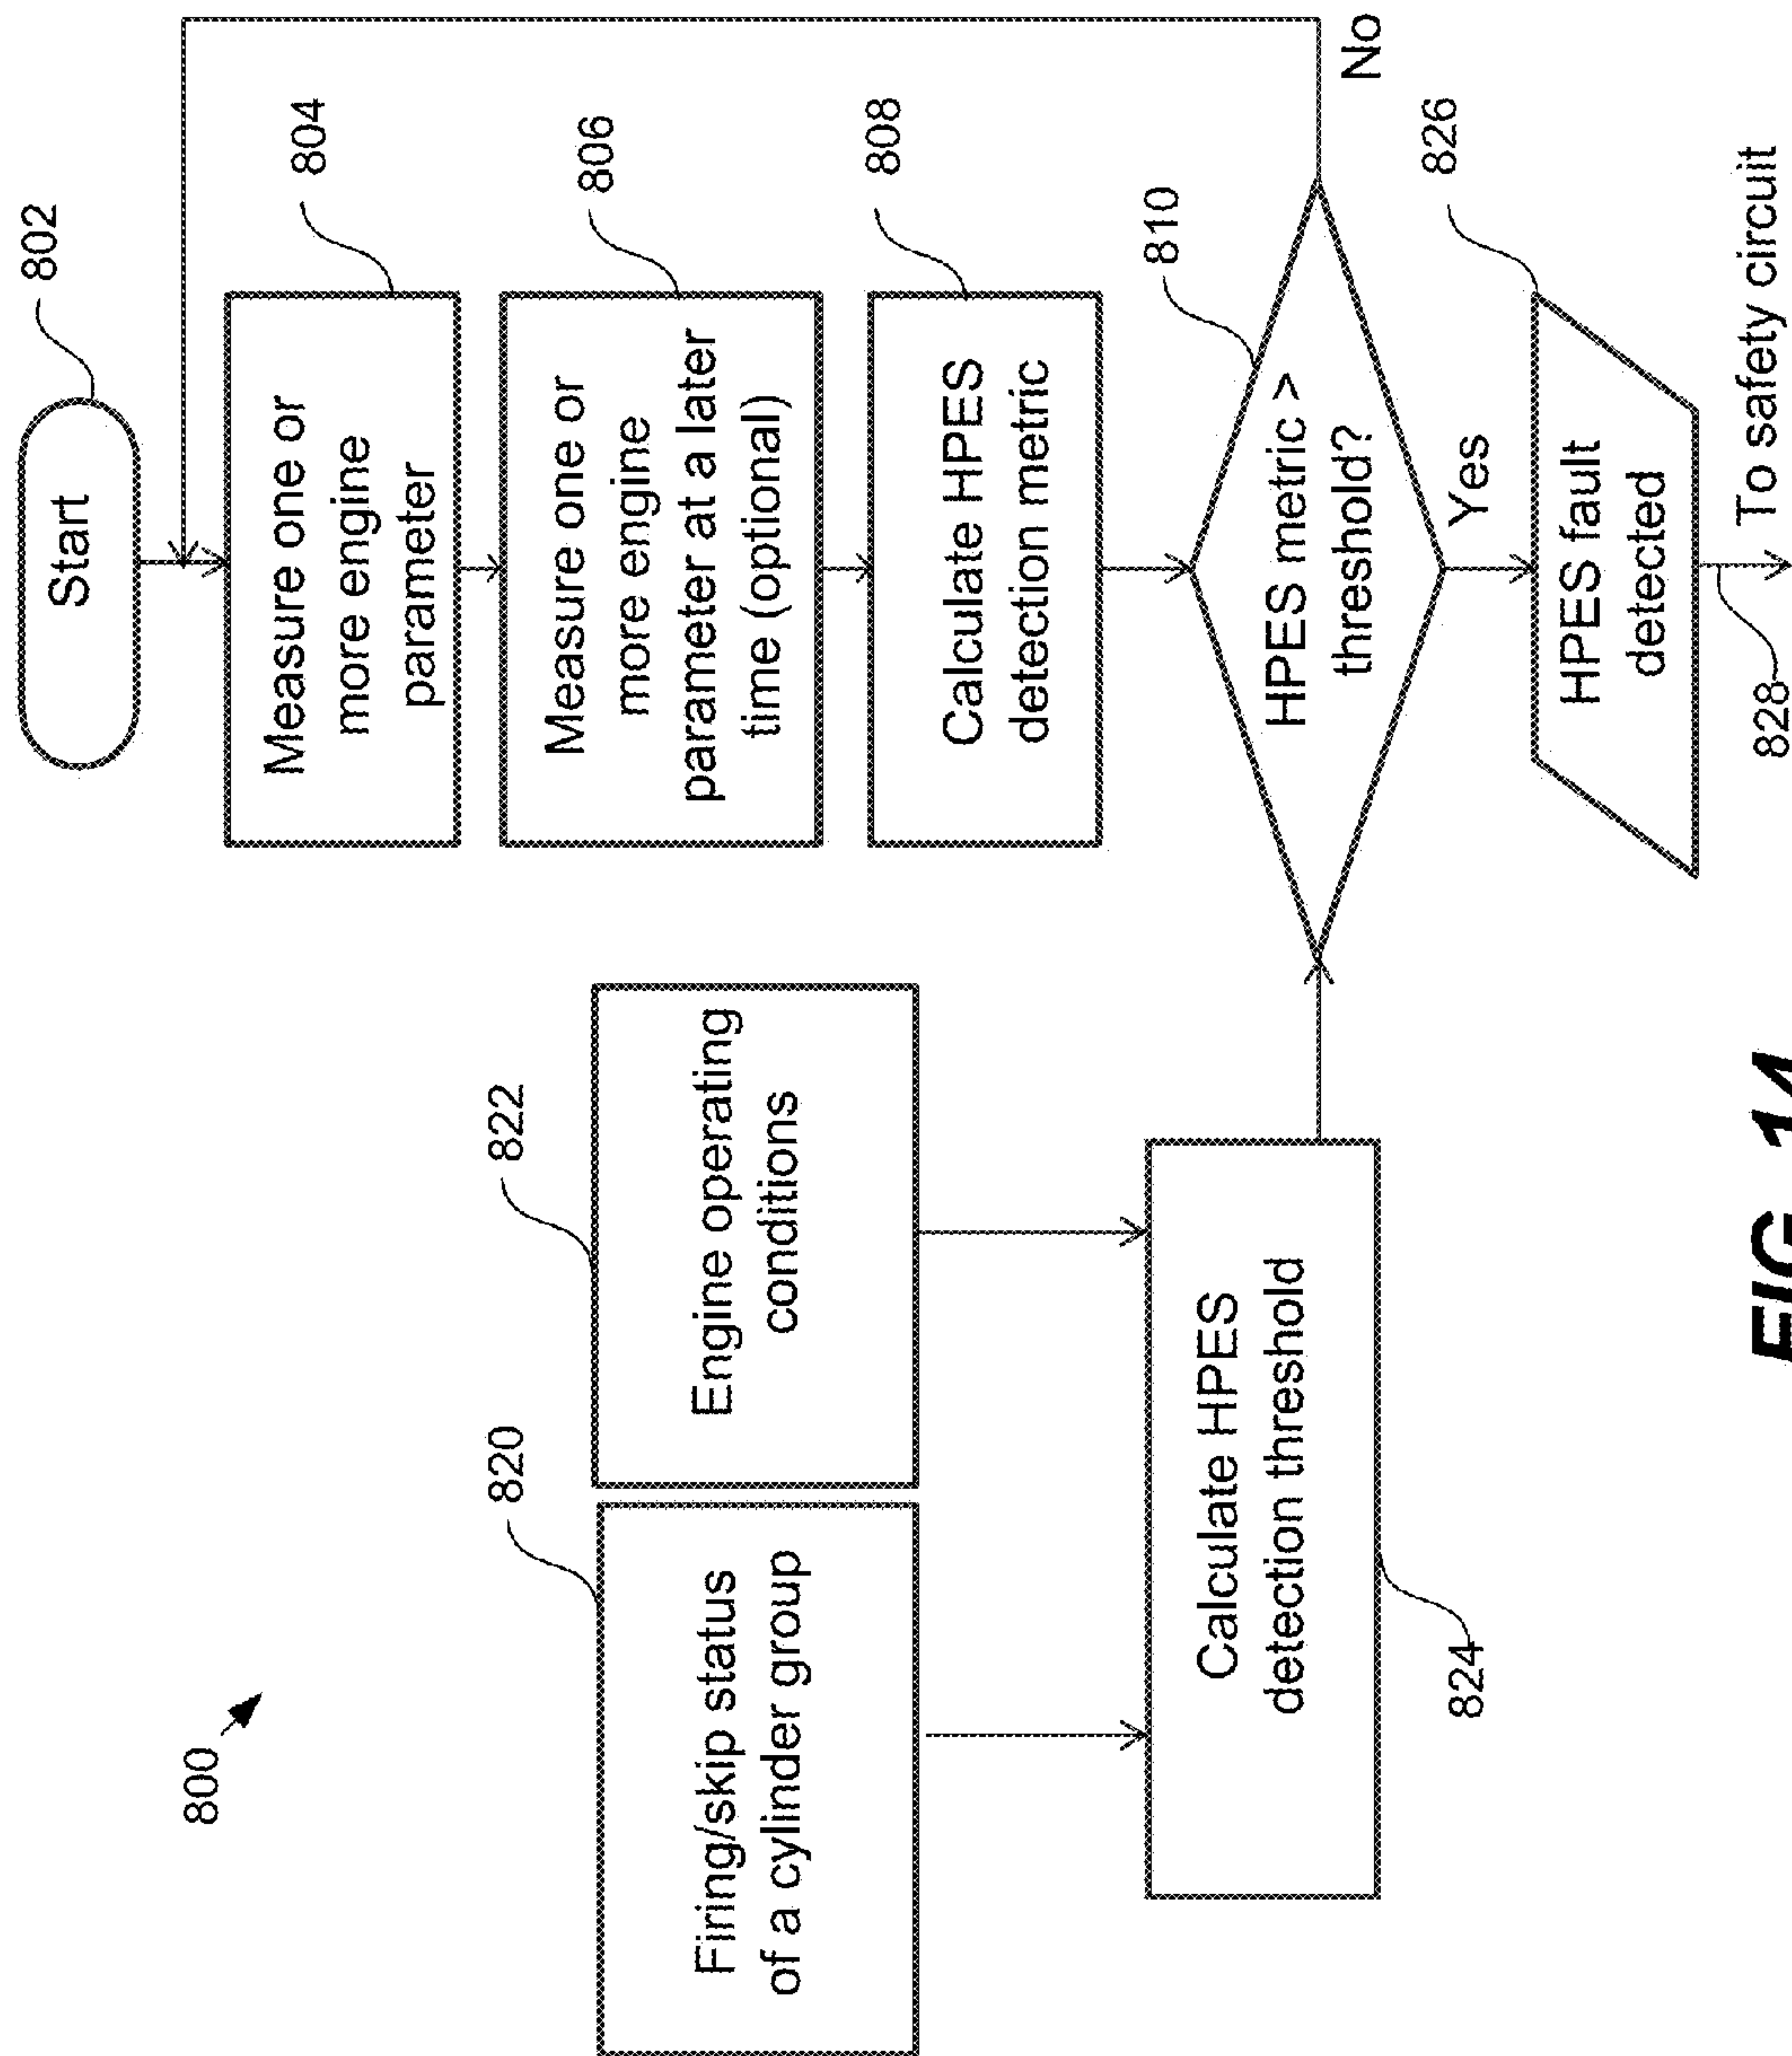 800
Start
802
Measure one or
more engine
parameter
804
Measure one or
more engine
parameter at a later
time (optional)
806
Calculate HPES
detection metric
808
Firing/skip status
of a cylinder group
820
Engine operating
conditions
822
Calculate HPES
detection threshold
824
HPES metric >
threshold?
810
No
Yes
HPES fault
detected
826
828
To safety circuit
FIG. 14